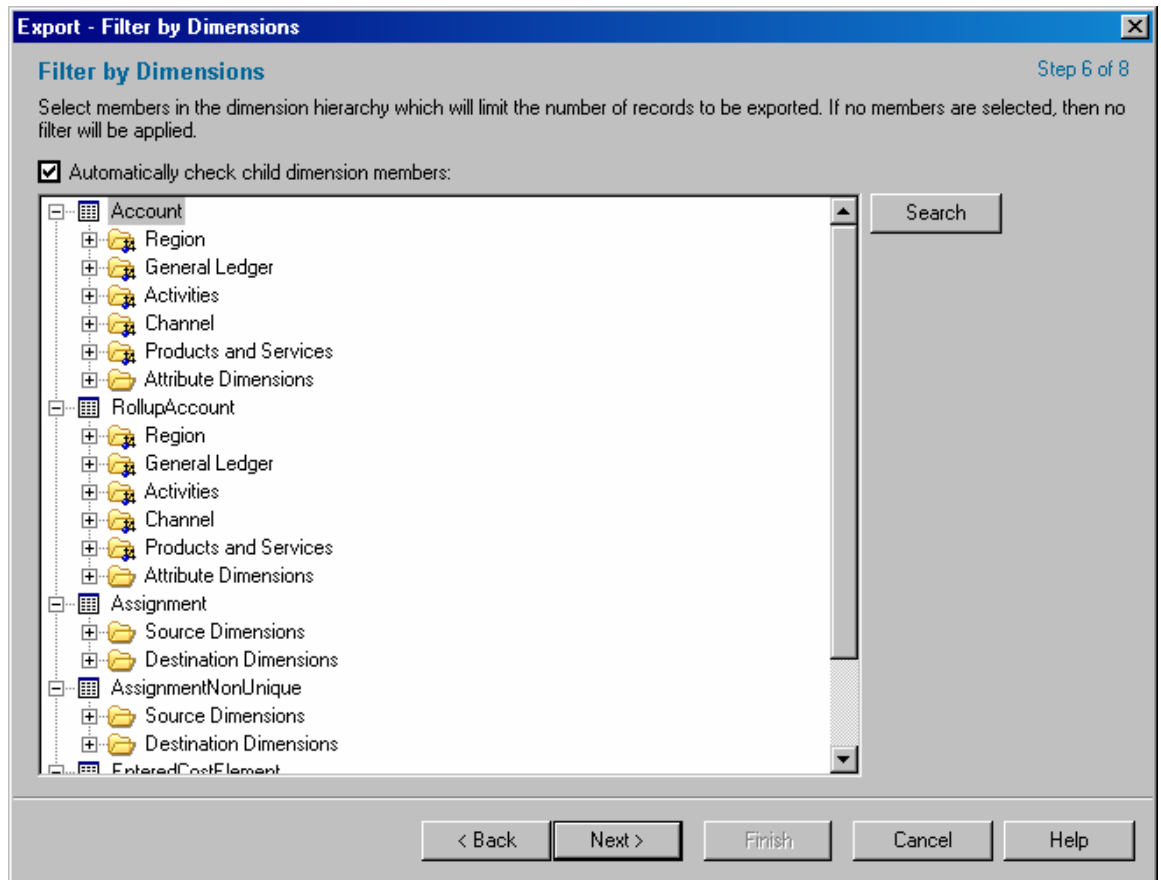 Export - Filter by Dimensions
Filter by Dimensions
Step 6 of 8
Select members in the dimension hierarchy which will limit the number of records to be exported. If no members are selected, then no
filter will be applied.
Automatically check child dimension members:
Account
Search
Region
General Ledger
Activities
Channel
Products and Services
Attribute Dimensions
RollupAccount
Region
General Ledger
Activities
Channel
Products and Services
Attribute Dimensions
Assignment
Source Dimensions
Destination Dimensions
AssignmentNonUnique
Source Dimensions
Destination Dimensions
EnteredCostElement
< Back
Next >
Finish
Cancel
Help